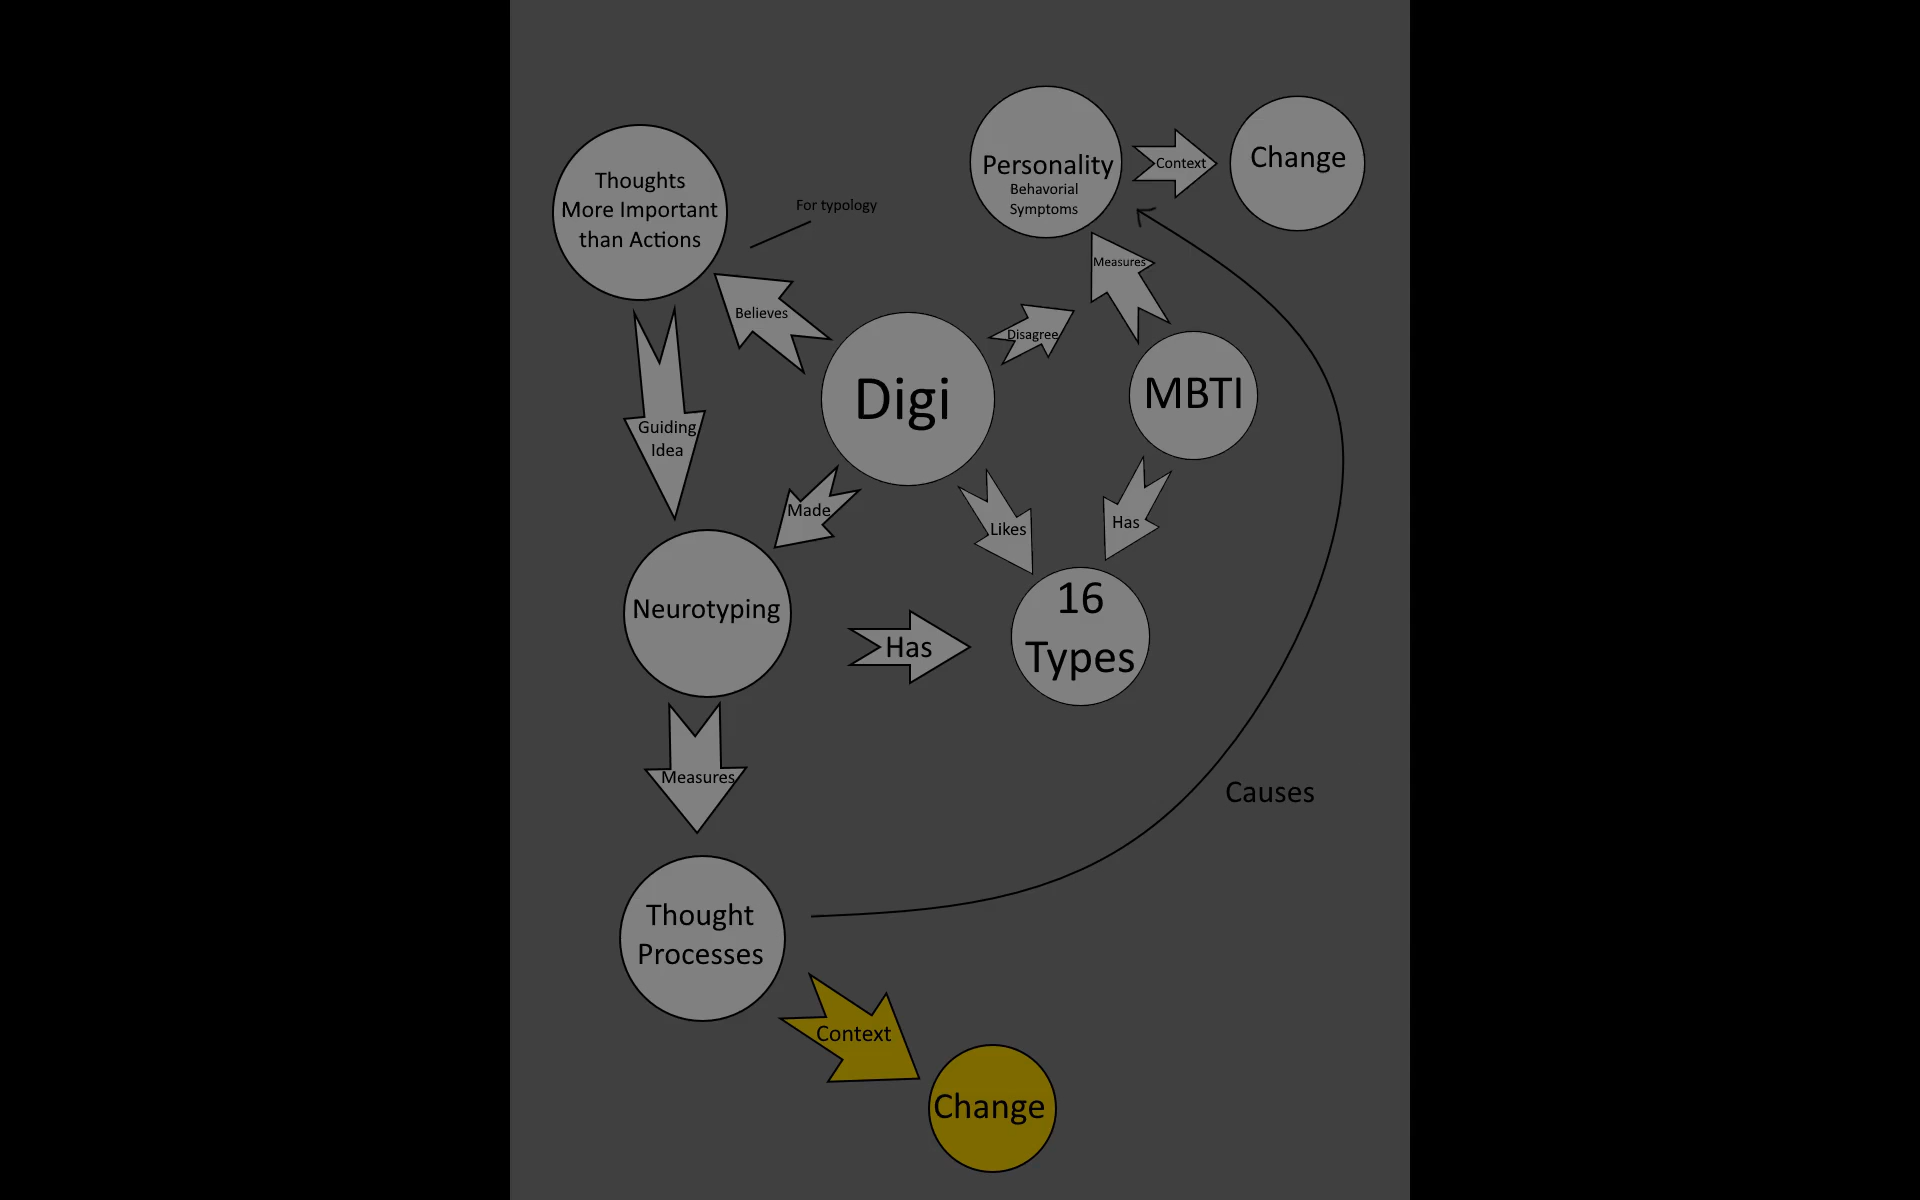 Personality
Behavorial
Symptoms
Context
Change
Thoughts
More Important
than Actions
For typology
Believes
Measures
Disagree
Digi
MBTI
Guiding
Idea
Made
Likes
Has
Neurotyping
Has
16
Types
Measures
Causes
Thought
Processes
Context
Change